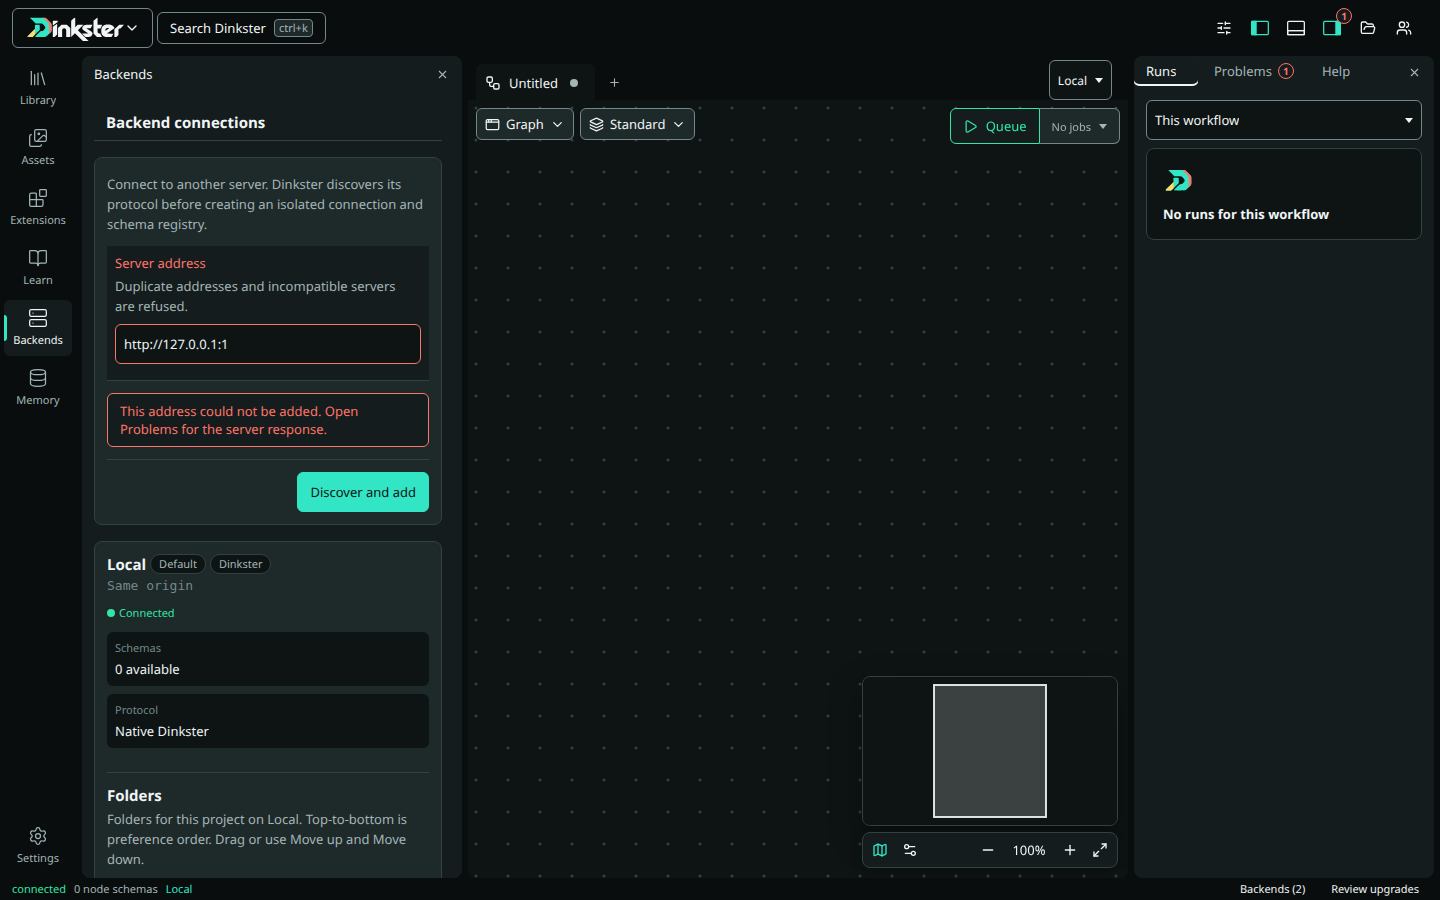 Dinkster
Search Dinkster ctrl+k
1
Library
Assets
Extensions
Learn
Backends
Memory
Settings
Backends
Backend connections
Connect to another server. Dinkster discovers its
protocol before creating an isolated connection and
schema registry.
Server address
Duplicate addresses and incompatible servers
are refused.
http://127.0.0.1:1
This address could not be added. Open
Problems for the server response.
Discover and add
Local Default Dinkster
Same origin
Connected
Schemas
0 available
Protocol
Native Dinkster
Folders
Folders for this project on Local. Top-to-bottom is
preference order. Drag or use Move up and Move
down.
Untitled
Local
Graph
Standard
Queue
No jobs
100%
Runs
Problems 1
Help
This workflow
No runs for this workflow
connected 0 node schemas Local
Backends (2)
Review upgrades